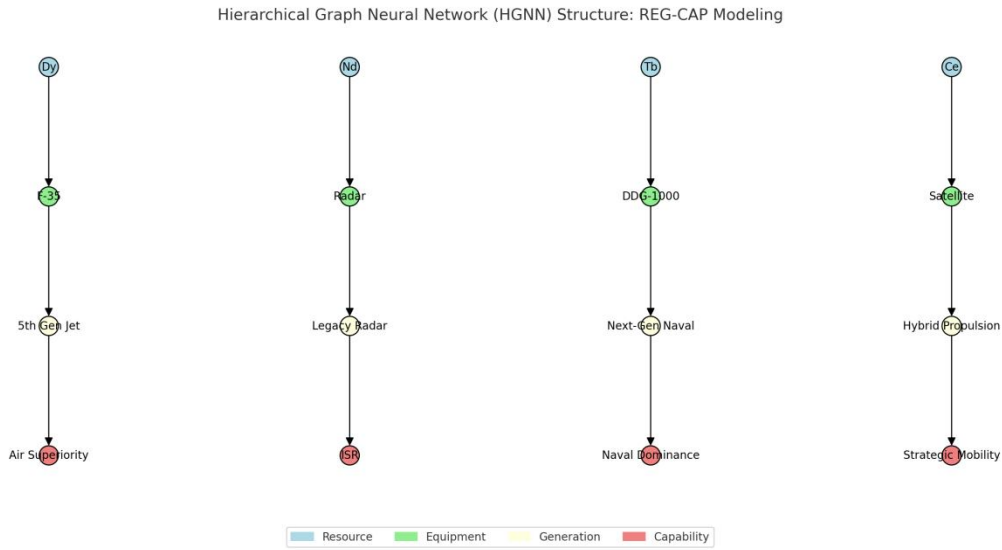 Hierarchical Graph Neural Network (HGNN) Structure: REG-CAP Modeling
Dy Nd Tb Ce
F-35 Radar DDG-1000 Satellite
5th Gen Jet Legacy Radar Next-Gen Naval Hybrid Propulsion
Air Superiority ISR Naval Dominance Strategic Mobility
Resource Equipment Generation Capability